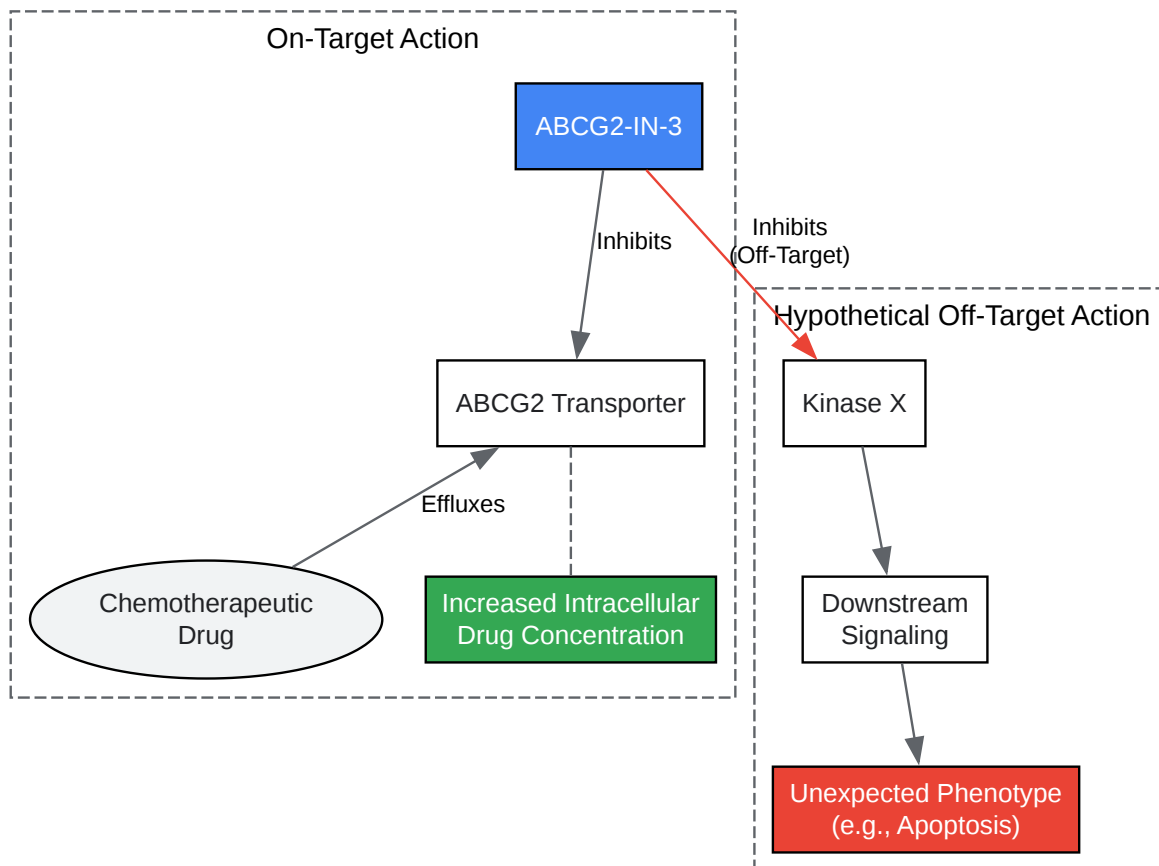 On-Target Action
ABCG2-IN-3
Inhibits
Inhibits
(Off-Target)
Hypothetical Off-Target Action
ABCG2 Transporter
Kinase X
Effluxes
Chemotherapeutic
Drug
Increased Intracellular
Drug Concentration
Downstream
Signaling
Unexpected Phenotype
(e.g., Apoptosis)